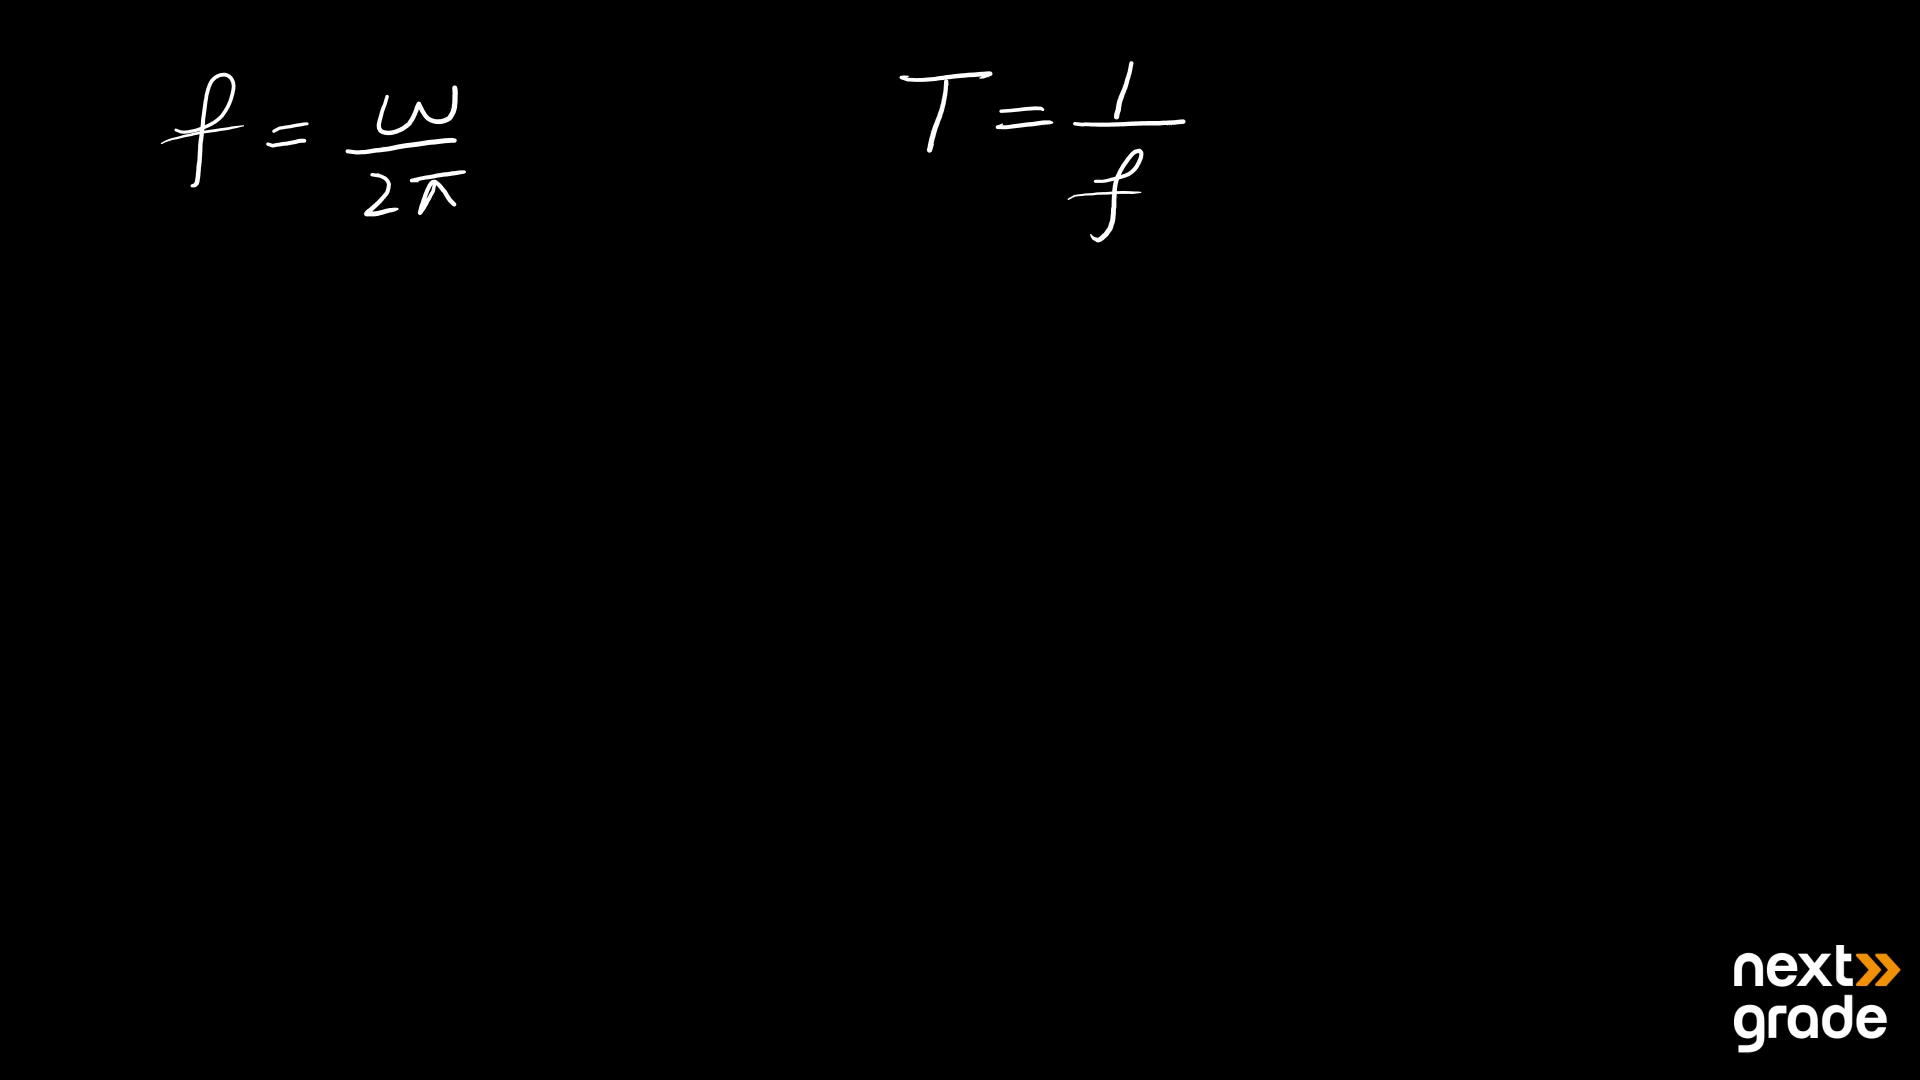 f = ω/2π
T = 1/f
next
grade